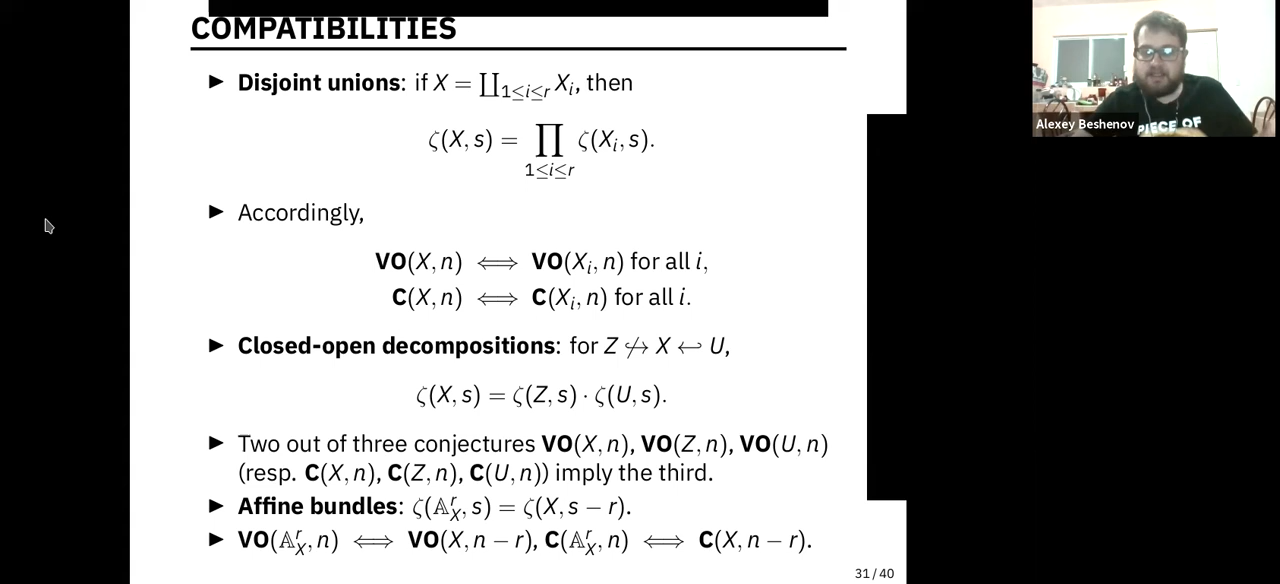 COMPATIBILITIES
► Disjoint unions: if X = ∐_{1≤i≤r} X_i, then
ζ(X, s) = ∏_{1≤i≤r} ζ(X_i, s).
► Accordingly,
VO(X, n) ⟺ VO(X_i, n) for all i,
C(X, n) ⟺ C(X_i, n) for all i.
► Closed-open decompositions: for Z ↪̸ X ↩ U,
ζ(X, s) = ζ(Z, s) · ζ(U, s).
► Two out of three conjectures VO(X, n), VO(Z, n), VO(U, n)
(resp. C(X, n), C(Z, n), C(U, n)) imply the third.
► Affine bundles: ζ(𝔸^r_X, s) = ζ(X, s − r).
► VO(𝔸^r_X, n) ⟺ VO(X, n − r), C(𝔸^r_X, n) ⟺ C(X, n − r).
31 / 40
Alexey Beshenov
PIECE OF